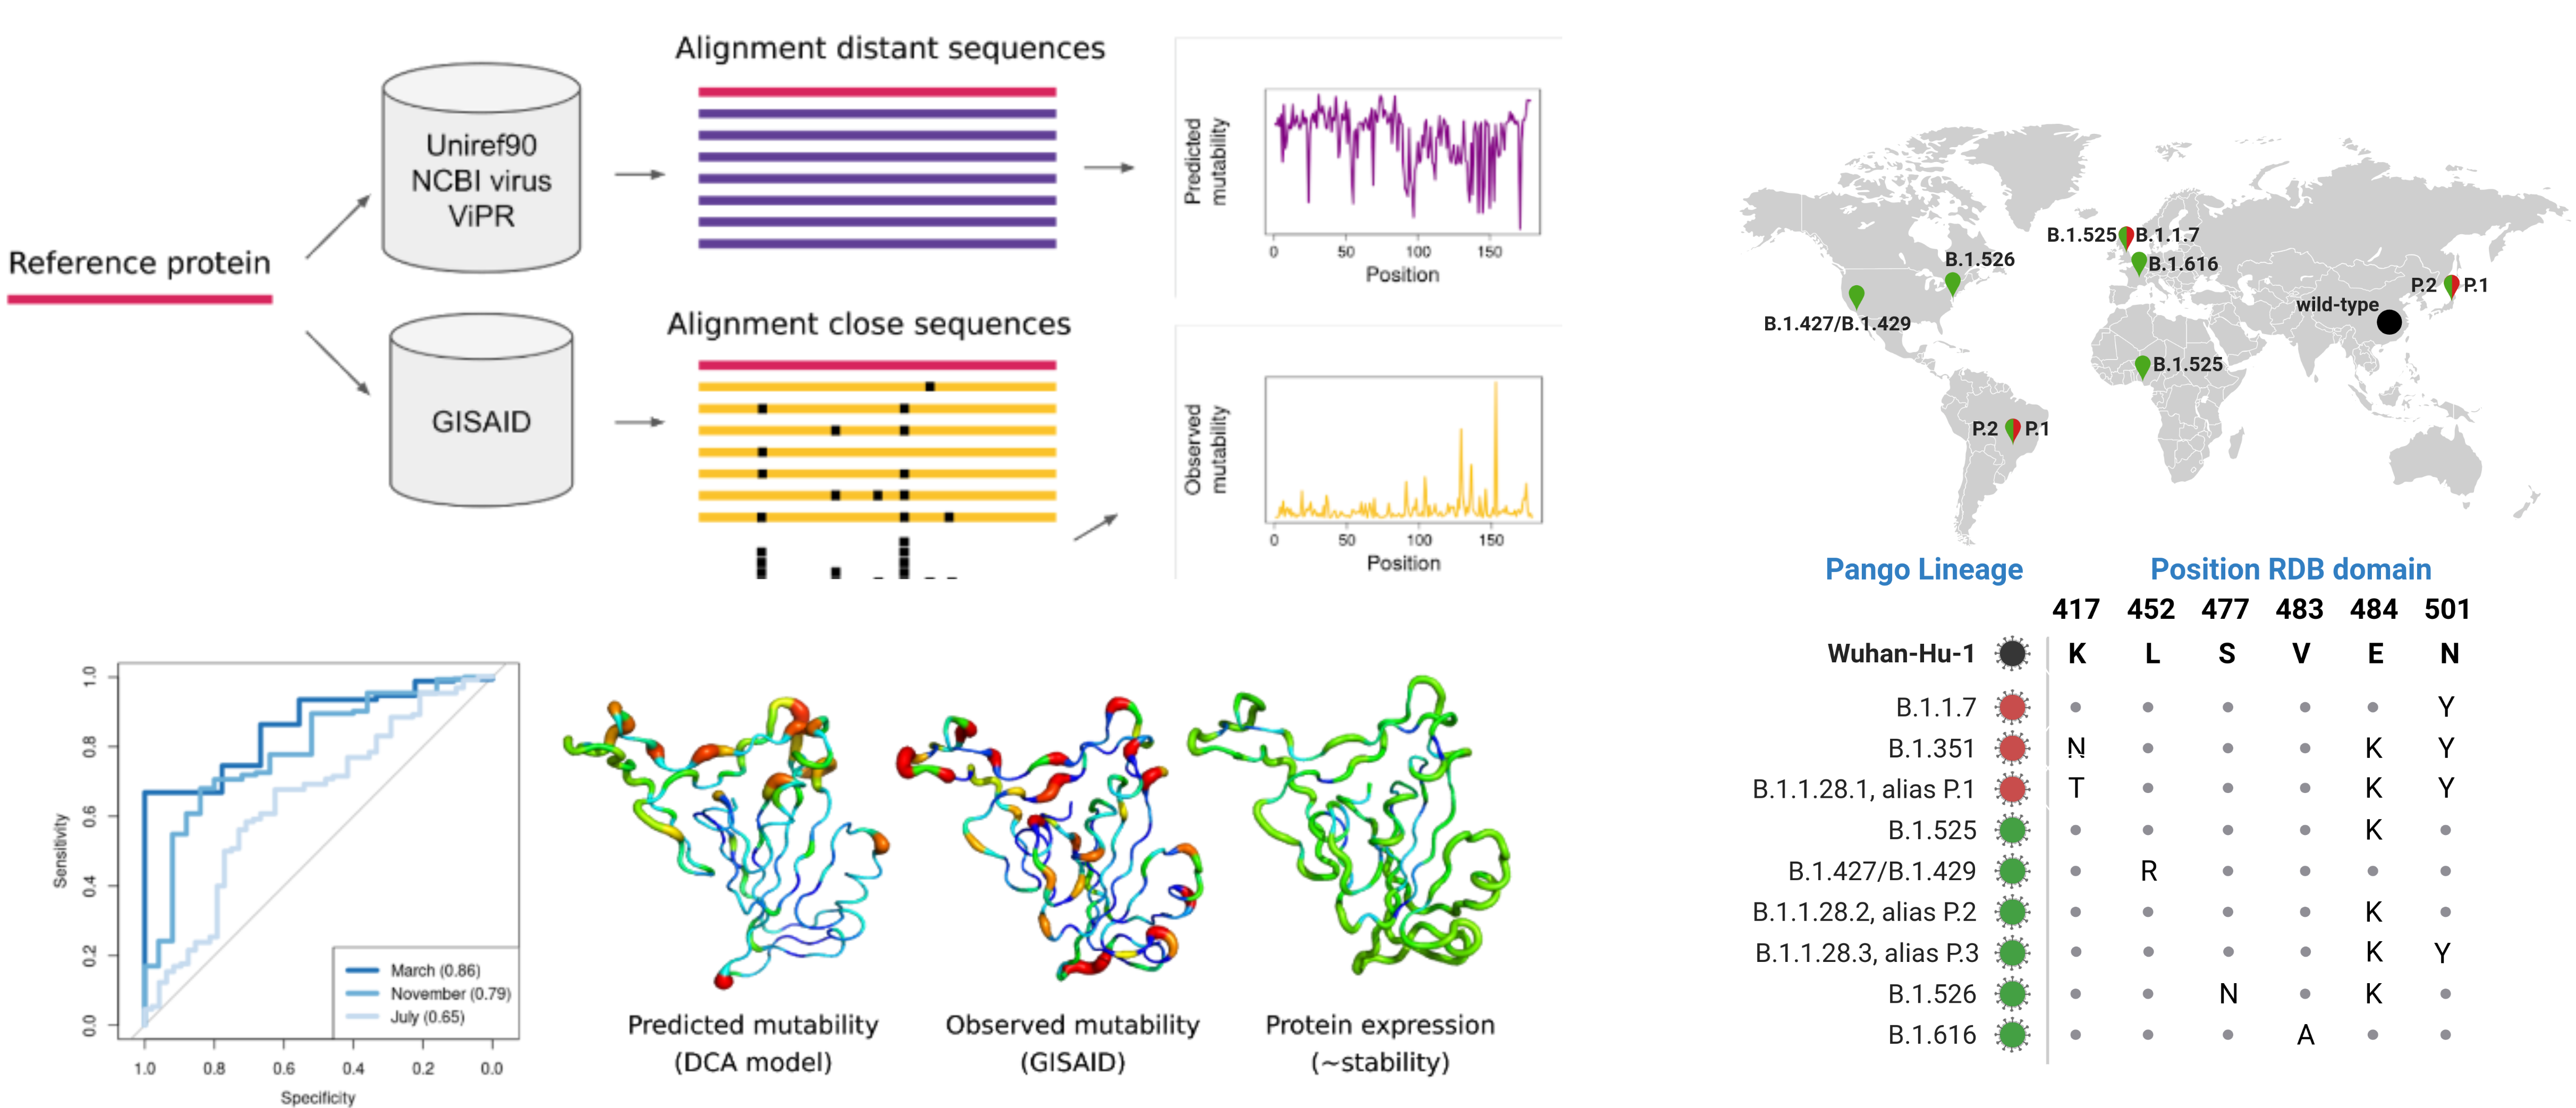 Reference protein
Uniref90
NCBI virus
ViPR
GISAID
Alignment distant sequences
Alignment close sequences
Predicted
mutability
0 50 100 150
Position
Observed
mutability
0 50 100 150
Position
Sensitivity
1.0
0.8
0.6
0.4
0.2
0.0
March (0.86)
November (0.79)
July (0.65)
1.0 0.8 0.6 0.4 0.2 0.0
Specificity
Predicted mutability
(DCA model)
Observed mutability
(GISAID)
Protein expression
(~stability)
B.1.525 B.1.1.7
B.1.526
B.1.616
P.2 P.1
wild-type
B.1.427/B.1.429
B.1.525
P.2 P.1
Pango Lineage Position RDB domain
417 452 477 483 484 501
Wuhan-Hu-1 K L S V E N
B.1.1.7 • • • • • Y
B.1.351 N • • • K Y
B.1.1.28.1, alias P.1 T • • • K Y
B.1.525 • • • • K •
B.1.427/B.1.429 • R • • • •
B.1.1.28.2, alias P.2 • • • • K •
B.1.1.28.3, alias P.3 • • • • K Y
B.1.526 • • N • K •
B.1.616 • • • A • •